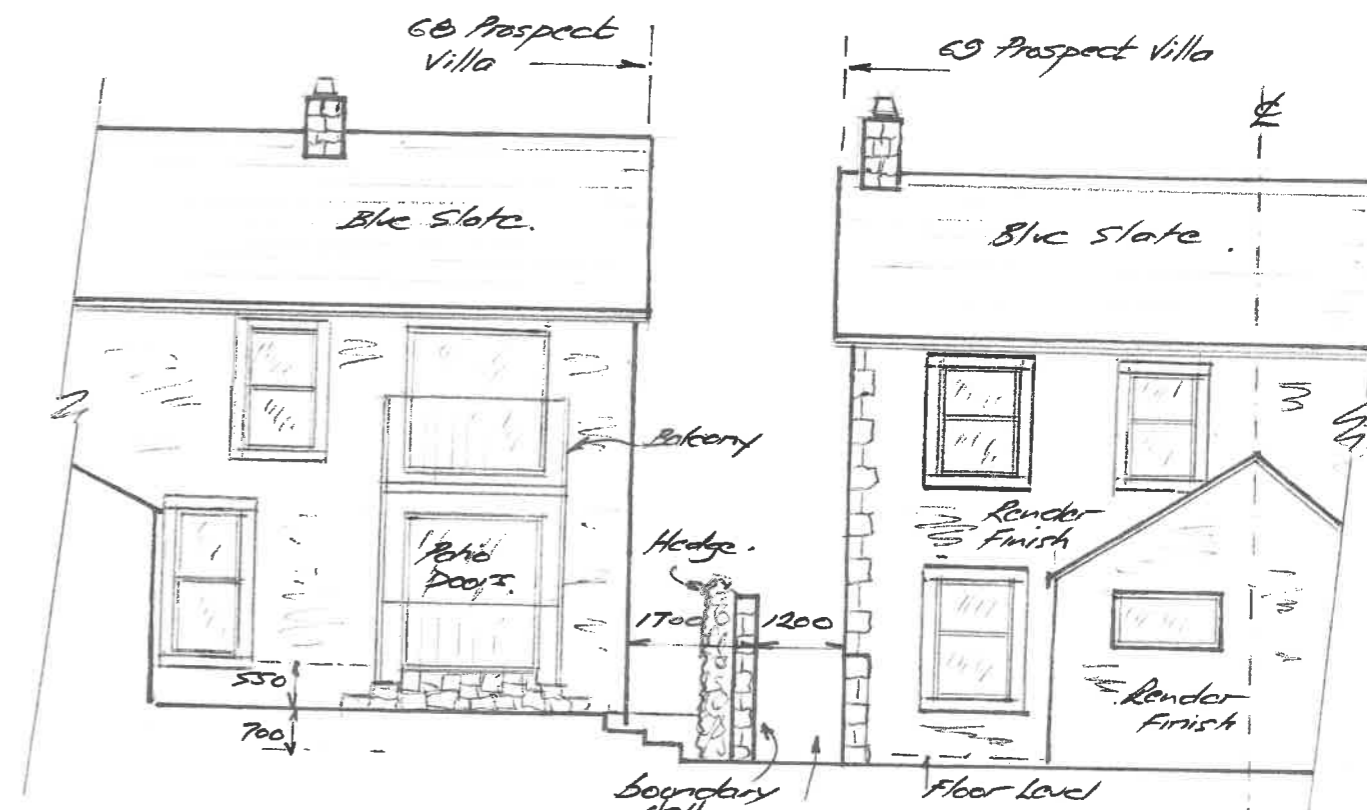 68 Prospect
Villa
69 Prospect Villa
℄
Blue Slate.
Blue Slate.
Balcony
Render
Finish
Patio
Doors.
Hedge.
1700
1200
550
700
Render
Finish
boundary
Wall
Floor Level